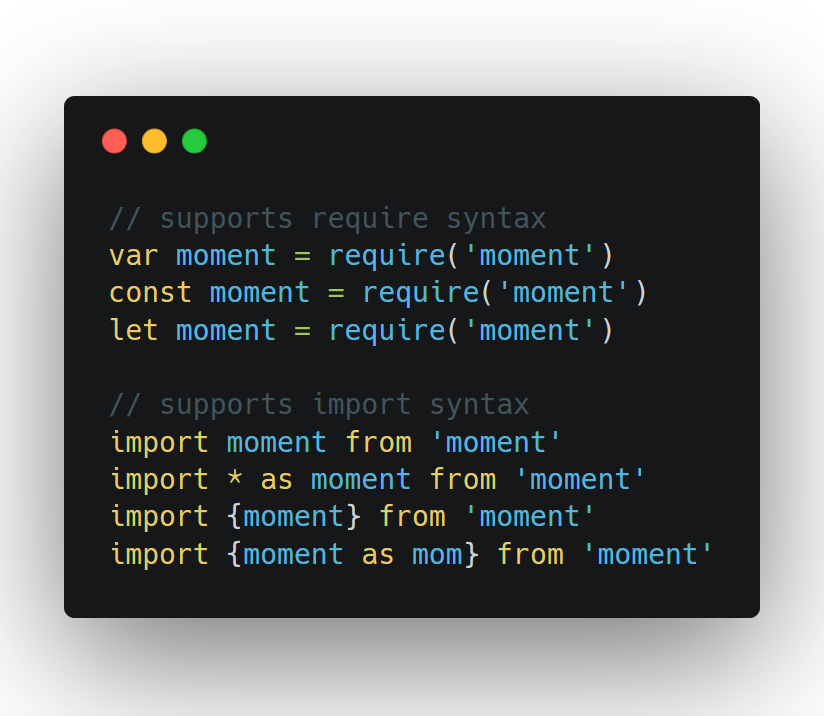 // supports require syntax
var moment = require('moment')
const moment = require('moment')
let moment = require('moment')
// supports import syntax
import moment from 'moment'
import * as moment from 'moment'
import {moment} from 'moment'
import {moment as mom} from 'moment'